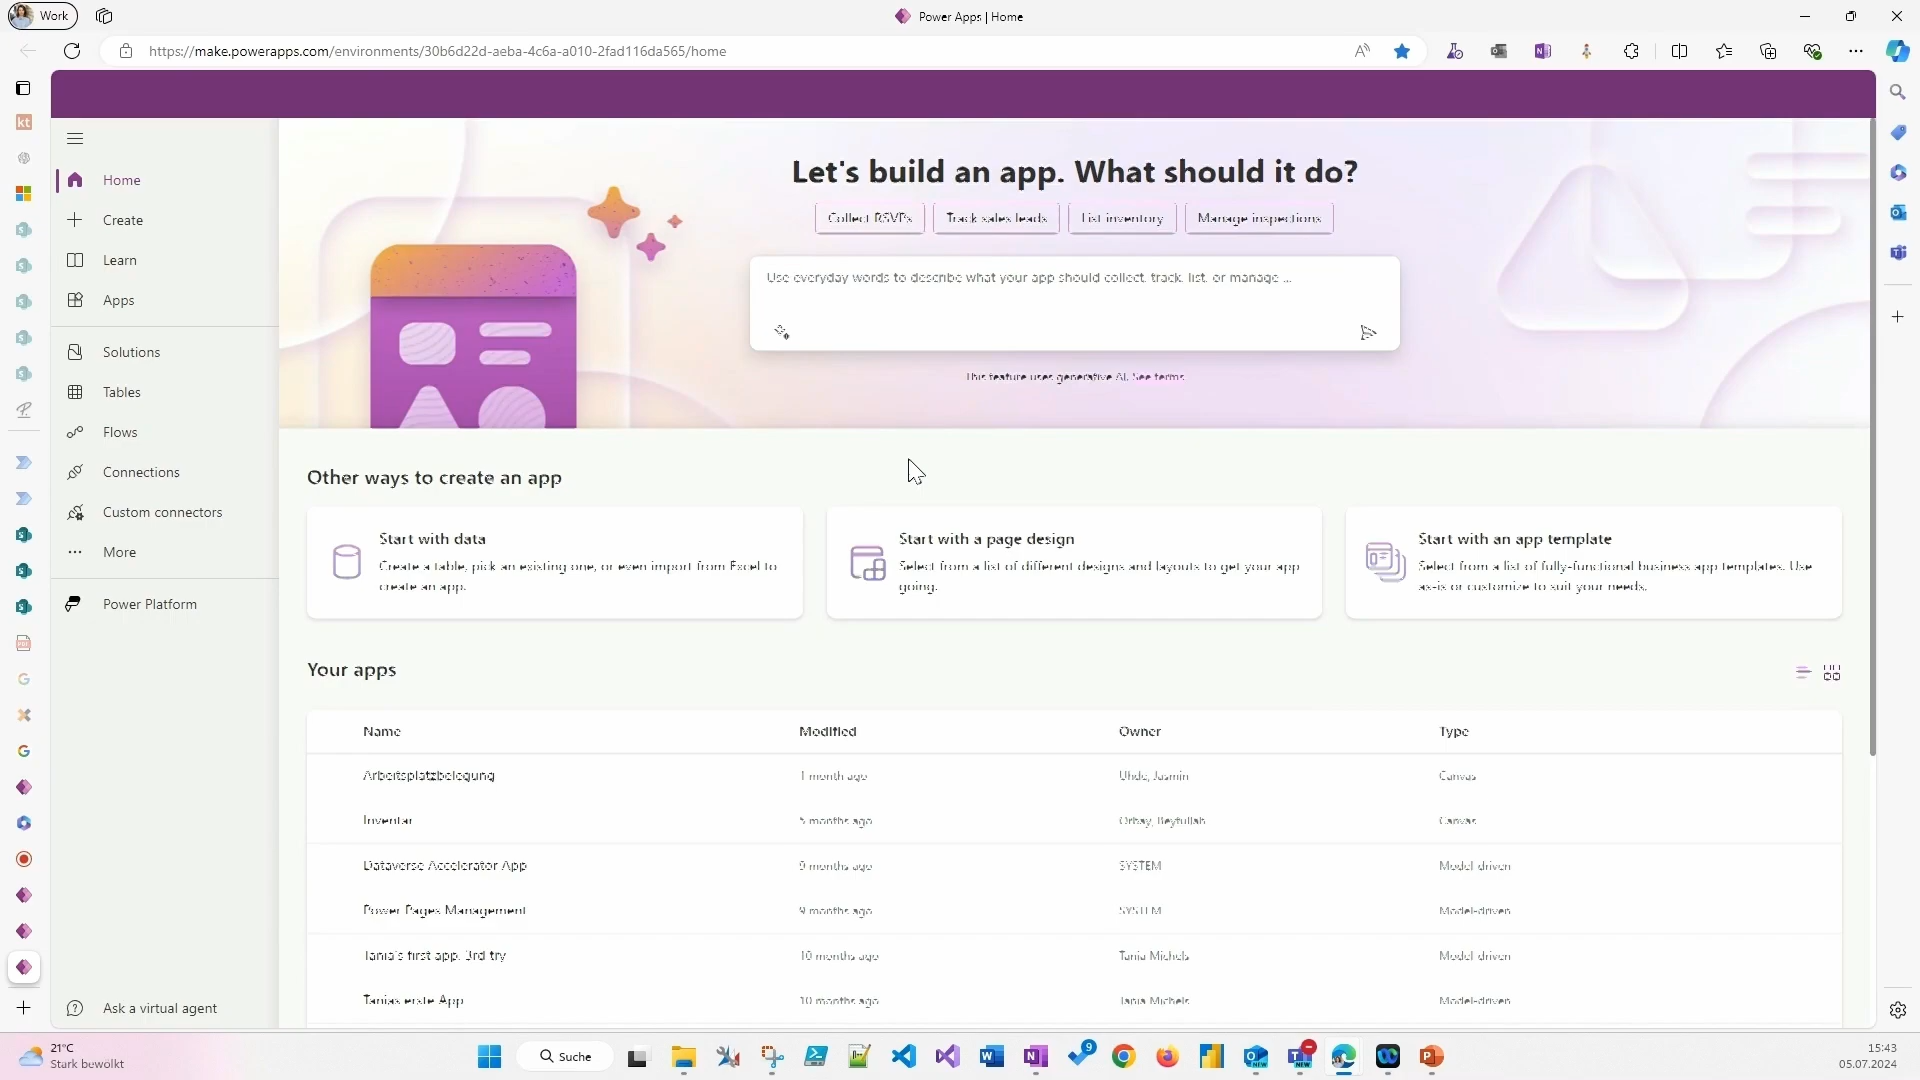 Work
Power Apps | Home
https://make.powerapps.com/environments/30b6d22d-aeba-4c6a-a010-2fad116da565/home
Home
Create
Learn
Apps
Solutions
Tables
Flows
Connections
Custom connectors
More
Power Platform
Ask a virtual agent
Let's build an app. What should it do?
Collect RSVPs
Track sales leads
List inventory
Manage inspections
Use everyday words to describe what your app should collect, track, list, or manage ...
This feature uses generative AI. See terms
Other ways to create an app
Start with data
Create a table, pick an existing one, or even import from Excel to
create an app.
Start with a page design
Select from a list of different designs and layouts to get your app
going.
Start with an app template
Select from a list of fully-functional business app templates. Use
as-is or customize to suit your needs.
Your apps
Name Modified Owner Type
Arbeitsplatzbelegung 1 month ago Uhde, Jasmin Canvas
Inventar 5 months ago Orbay, Beytullah Canvas
Dataverse Accelerator App 9 months ago SYSTEM Model-driven
Power Pages Management 9 months ago SYSTEM Model-driven
Tania's first app. 3rd try 10 months ago Tania Michels Model-driven
Tanias erste App 10 months ago Tania Michels Model-driven
21°C
Stark bewölkt
Suche
9
NEW
NEW
15:43
05.07.2024